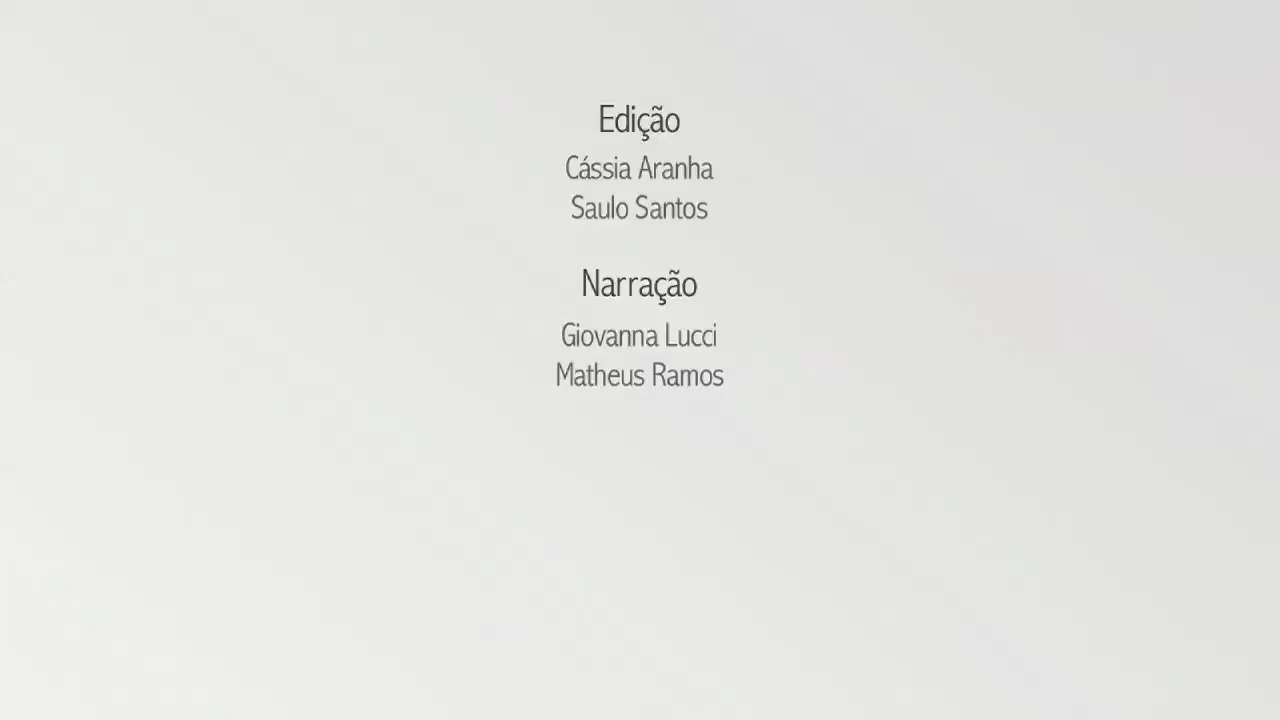 Edição
Cássia Aranha
Saulo Santos
Narração
Giovanna Lucci
Matheus Ramos